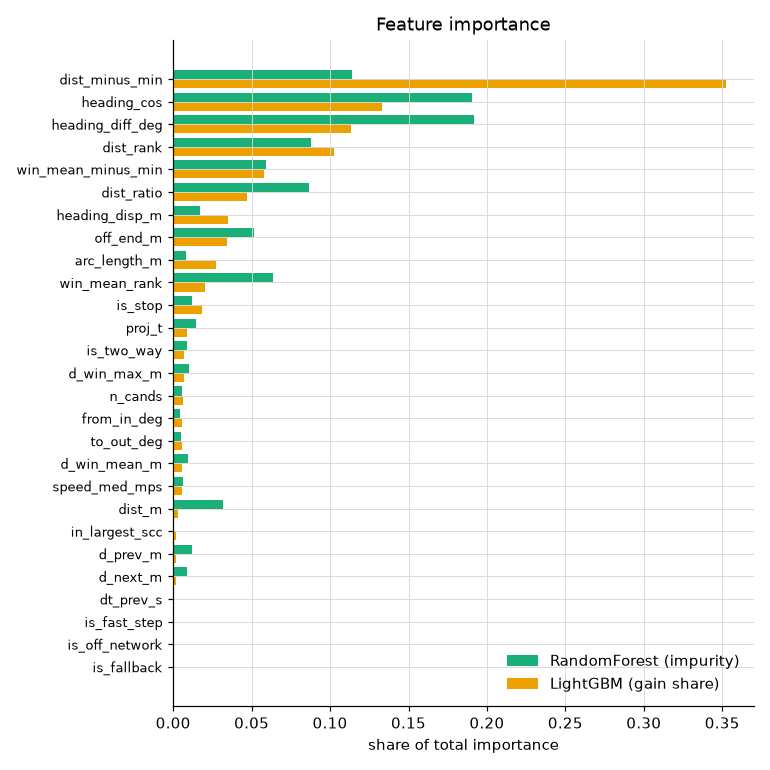 Feature importance
dist_minus_min
heading_cos
heading_diff_deg
dist_rank
win_mean_minus_min
dist_ratio
heading_disp_m
off_end_m
arc_length_m
win_mean_rank
is_stop
proj_t
is_two_way
d_win_max_m
n_cands
from_in_deg
to_out_deg
d_win_mean_m
speed_med_mps
dist_m
in_largest_scc
d_prev_m
d_next_m
dt_prev_s
is_fast_step
is_off_network
is_fallback
RandomForest (impurity)
LightGBM (gain share)
0.00 0.05 0.10 0.15 0.20 0.25 0.30 0.35
share of total importance